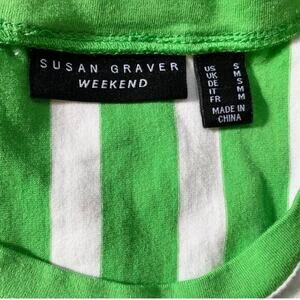 SUSAN GRAVER
WEEKEND
US S
UK M
DE S
IT M
FR M
MADE IN
CHINA